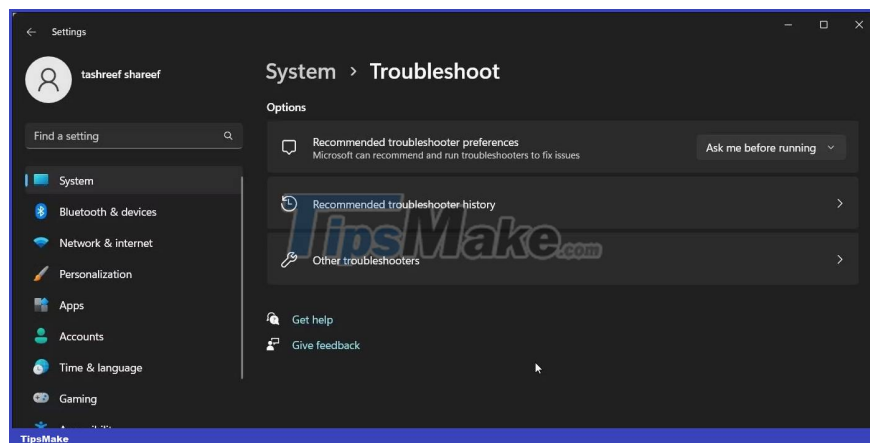 Settings
tashreef shareef
Find a setting
System
Bluetooth & devices
Network & internet
Personalization
Apps
Accounts
Time & language
Gaming
System > Troubleshoot
Options
Recommended troubleshooter preferences
Microsoft can recommend and run troubleshooters to fix issues
Ask me before running
Recommended troubleshooter history
Other troubleshooters
TipsMake.com
Get help
Give feedback
TipsMake